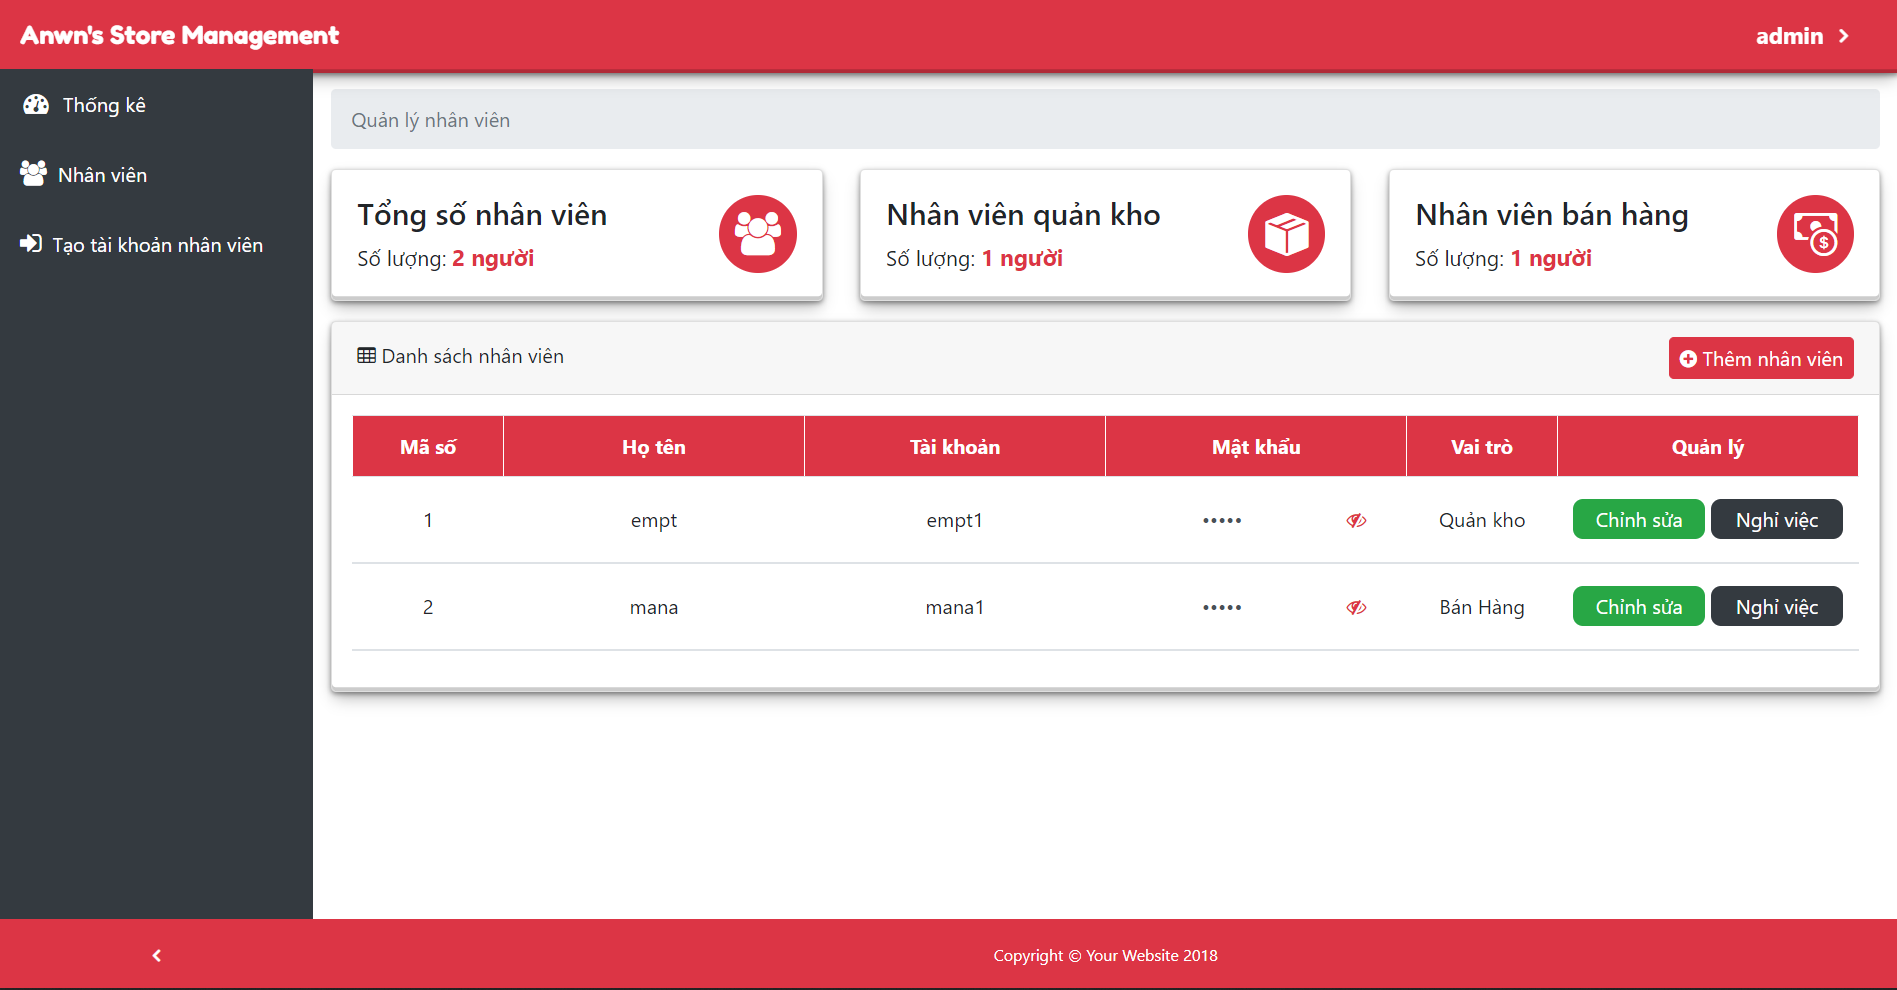 Anwn's Store Management
admin
Thống kê
Nhân viên
Tạo tài khoản nhân viên
Quản lý nhân viên
Tổng số nhân viên
Số lượng: 2 người
Nhân viên quản kho
Số lượng: 1 người
Nhân viên bán hàng
Số lượng: 1 người
Danh sách nhân viên
Thêm nhân viên
Mã số Họ tên Tài khoản Mật khẩu Vai trò Quản lý
1 empt empt1 ••••• Quản kho Chỉnh sửa Nghỉ việc
2 mana mana1 ••••• Bán Hàng Chỉnh sửa Nghỉ việc
Copyright © Your Website 2018